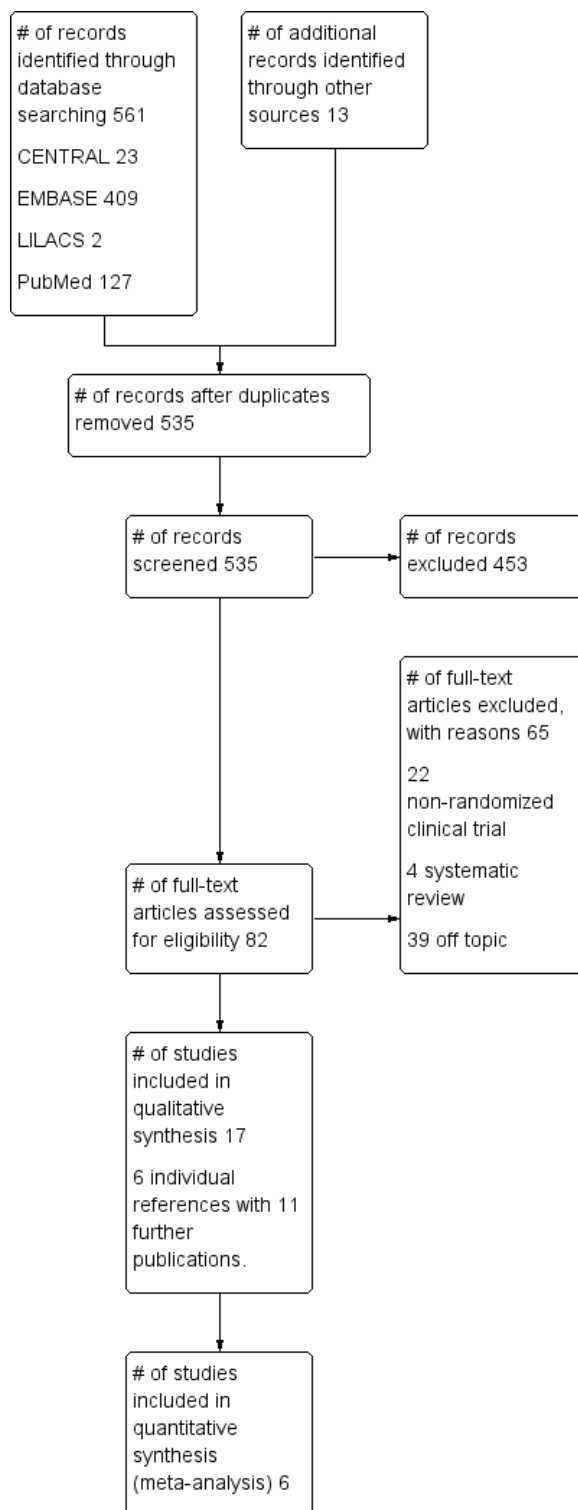 # of records
identified through
database
searching 561
CENTRAL 23
EMBASE 409
LILACS 2
PubMed 127
# of additional
records identified
through other
sources 13
# of records after duplicates
removed 535
# of records
screened 535
# of records
excluded 453
# of full-text
articles excluded,
with reasons 65
22
non-randomized
clinical trial
4 systematic
review
39 off topic
# of full-text
articles assessed
for eligibility 82
# of studies
included in
qualitative
synthesis 17
6 individual
references with 11
further
publications.
# of studies
included in
quantitative
synthesis
(meta-analysis) 6